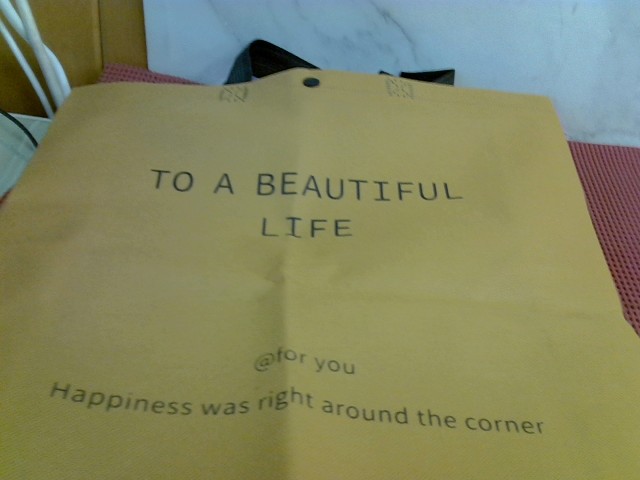 TO A BEAUTIFUL
LIFE
@for you
Happiness was right around the corner